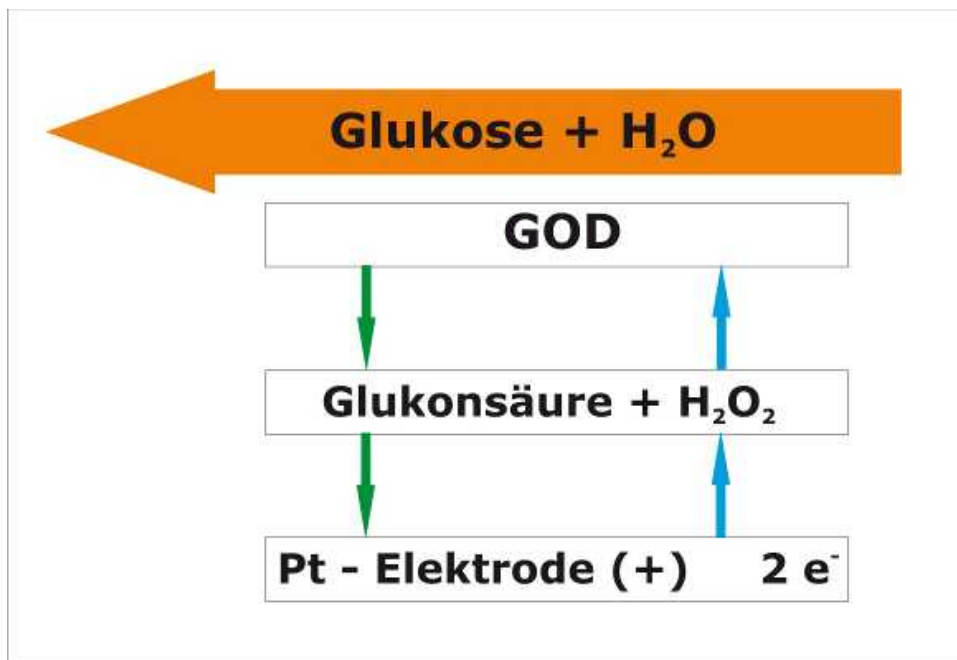 Glukose + H₂O
GOD
Glukonsäure + H₂O₂
Pt - Elektrode (+) 2 e⁻